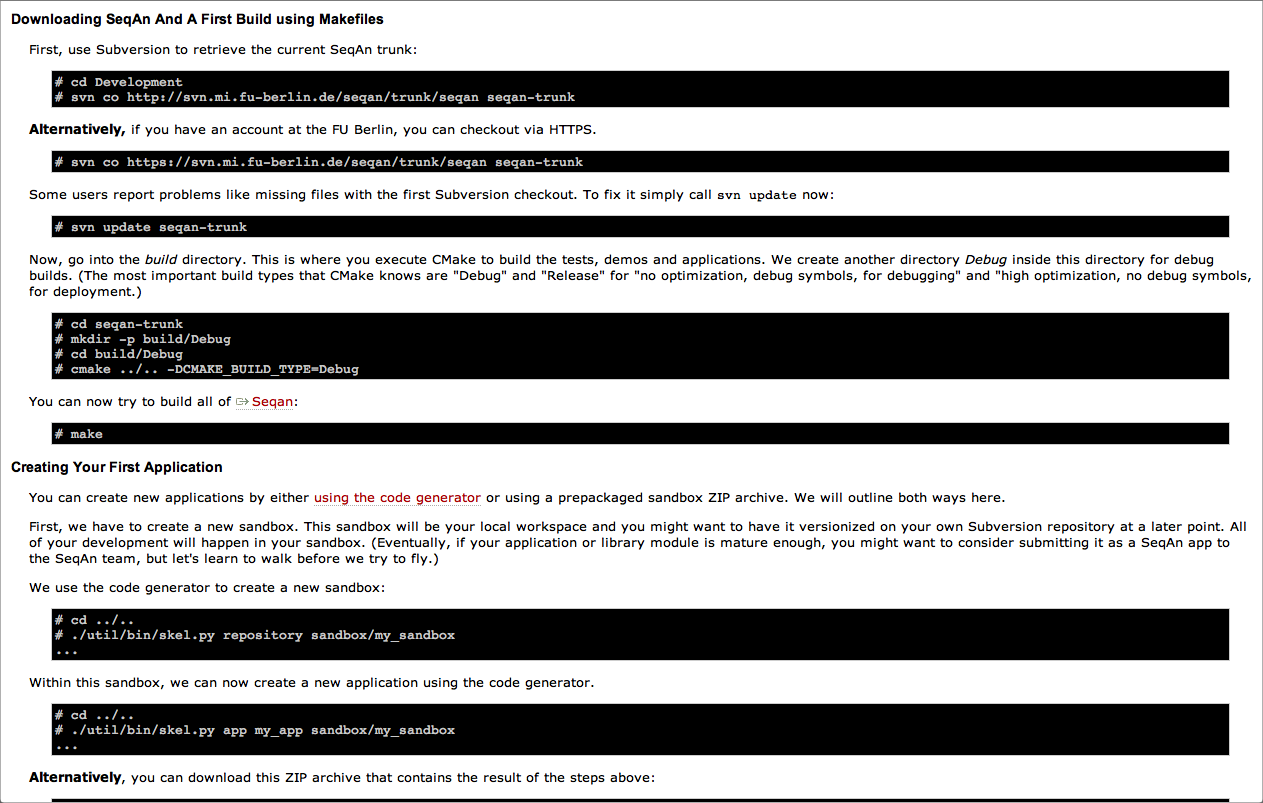 Downloading SeqAn And A First Build using Makefiles
First, use Subversion to retrieve the current SeqAn trunk:
# cd Development
# svn co http://svn.mi.fu-berlin.de/seqan/trunk/seqan seqan-trunk
Alternatively, if you have an account at the FU Berlin, you can checkout via HTTPS.
# svn co https://svn.mi.fu-berlin.de/seqan/trunk/seqan seqan-trunk
Some users report problems like missing files with the first Subversion checkout. To fix it simply call svn update now:
# svn update seqan-trunk
Now, go into the build directory. This is where you execute CMake to build the tests, demos and applications. We create another directory Debug inside this directory for debug
builds. (The most important build types that CMake knows are "Debug" and "Release" for "no optimization, debug symbols, for debugging" and "high optimization, no debug symbols,
for deployment.)
# cd seqan-trunk
# mkdir -p build/Debug
# cd build/Debug
# cmake ../.. -DCMAKE_BUILD_TYPE=Debug
You can now try to build all of Seqan:
# make
Creating Your First Application
You can create new applications by either using the code generator or using a prepackaged sandbox ZIP archive. We will outline both ways here.
First, we have to create a new sandbox. This sandbox will be your local workspace and you might want to have it versionized on your own Subversion repository at a later point. All
of your development will happen in your sandbox. (Eventually, if your application or library module is mature enough, you might want to consider submitting it as a SeqAn app to
the SeqAn team, but let's learn to walk before we try to fly.)
We use the code generator to create a new sandbox:
# cd ../..
# ./util/bin/skel.py repository sandbox/my_sandbox
...
Within this sandbox, we can now create a new application using the code generator.
# cd ../..
# ./util/bin/skel.py app my_app sandbox/my_sandbox
...
Alternatively, you can download this ZIP archive that contains the result of the steps above: